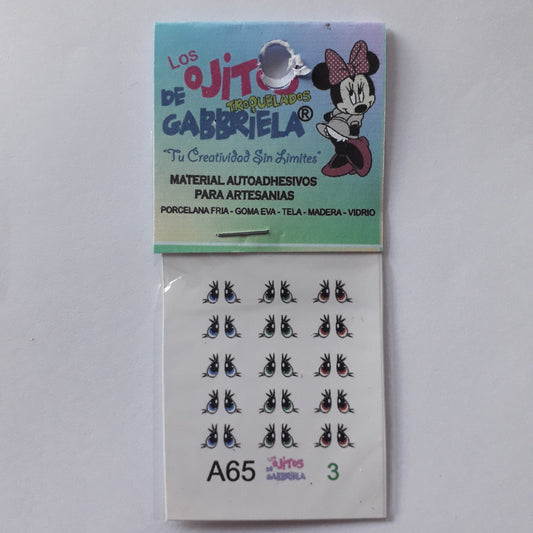 LOS
OJITOS
TROQUELADOS
DE
GABBRIELA®
"Tu Creatividad Sin Limites"
MATERIAL AUTOADHESIVOS
PARA ARTESANIAS
PORCELANA FRIA - GOMA EVA - TELA - MADERA - VIDRIO
A65
LOS
OJITOS
DE
GABBRIELA
3